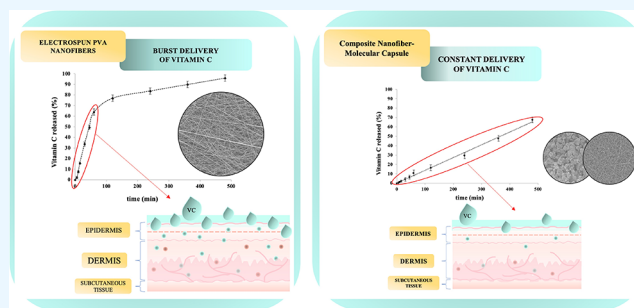 ELECTROSPUN PVA
NANOFIBERS
BURST DELIVERY
OF VITAMIN C
Vitamin C released (%)
100
90
80
70
60
50
40
30
20
10
0
0
100
200
300
400
500
time (min)
VC
EPIDERMIS
DERMIS
SUBCUTANEOUS
TISSUE
Composite Nanofiber-
Molecular Capsule
CONSTANT DELIVERY
OF VITAMIN C
Vitamin C released (%)
100
90
80
70
60
50
40
30
20
10
0
0
100
200
300
400
500
time (min)
VC
EPIDERMIS
DERMIS
SUBCUTANEOUS
TISSUE